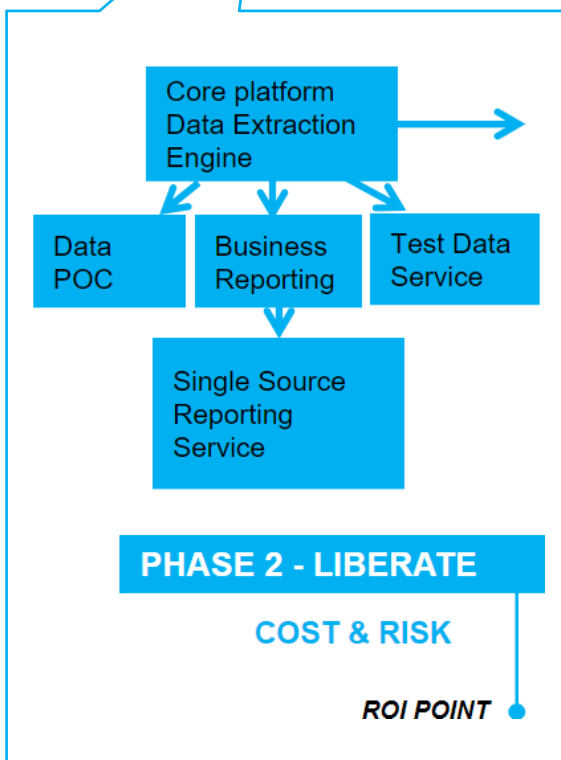 Core platform
Data Extraction
Engine
Data
POC
Business
Reporting
Test Data
Service
Single Source
Reporting
Service
PHASE 2 - LIBERATE
COST & RISK
ROI POINT